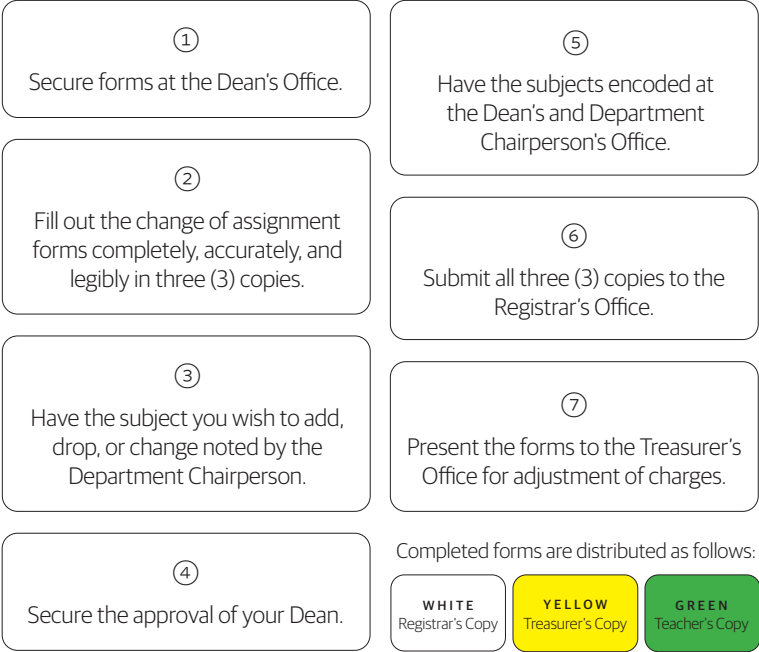 ①
Secure forms at the Dean’s Office.
②
Fill out the change of assignment
forms completely, accurately, and
legibly in three (3) copies.
③
Have the subject you wish to add,
drop, or change noted by the
Department Chairperson.
④
Secure the approval of your Dean.
⑤
Have the subjects encoded at
the Dean’s and Department
Chairperson's Office.
⑥
Submit all three (3) copies to the
Registrar’s Office.
⑦
Present the forms to the Treasurer’s
Office for adjustment of charges.
Completed forms are distributed as follows:
WHITE
Registrar's Copy
YELLOW
Treasurer's Copy
GREEN
Teacher's Copy